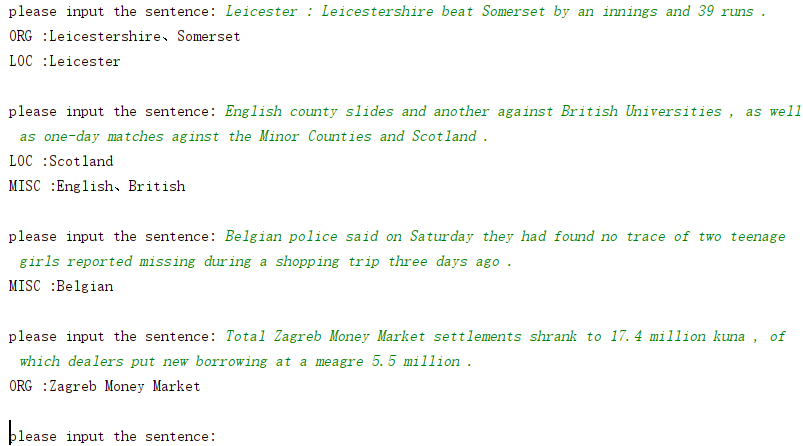 please input the sentence: Leicester : Leicestershire beat Somerset by an innings and 39 runs .
ORG :Leicestershire、Somerset
LOC :Leicester
please input the sentence: English county slides and another against British Universities , as well
as one-day matches aginst the Minor Counties and Scotland .
LOC :Scotland
MISC :English、British
please input the sentence: Belgian police said on Saturday they had found no trace of two teenage
girls reported missing during a shopping trip three days ago .
MISC :Belgian
please input the sentence: Total Zagreb Money Market settlements shrank to 17.4 million kuna , of
which dealers put new borrowing at a meagre 5.5 million .
ORG :Zagreb Money Market
please input the sentence: